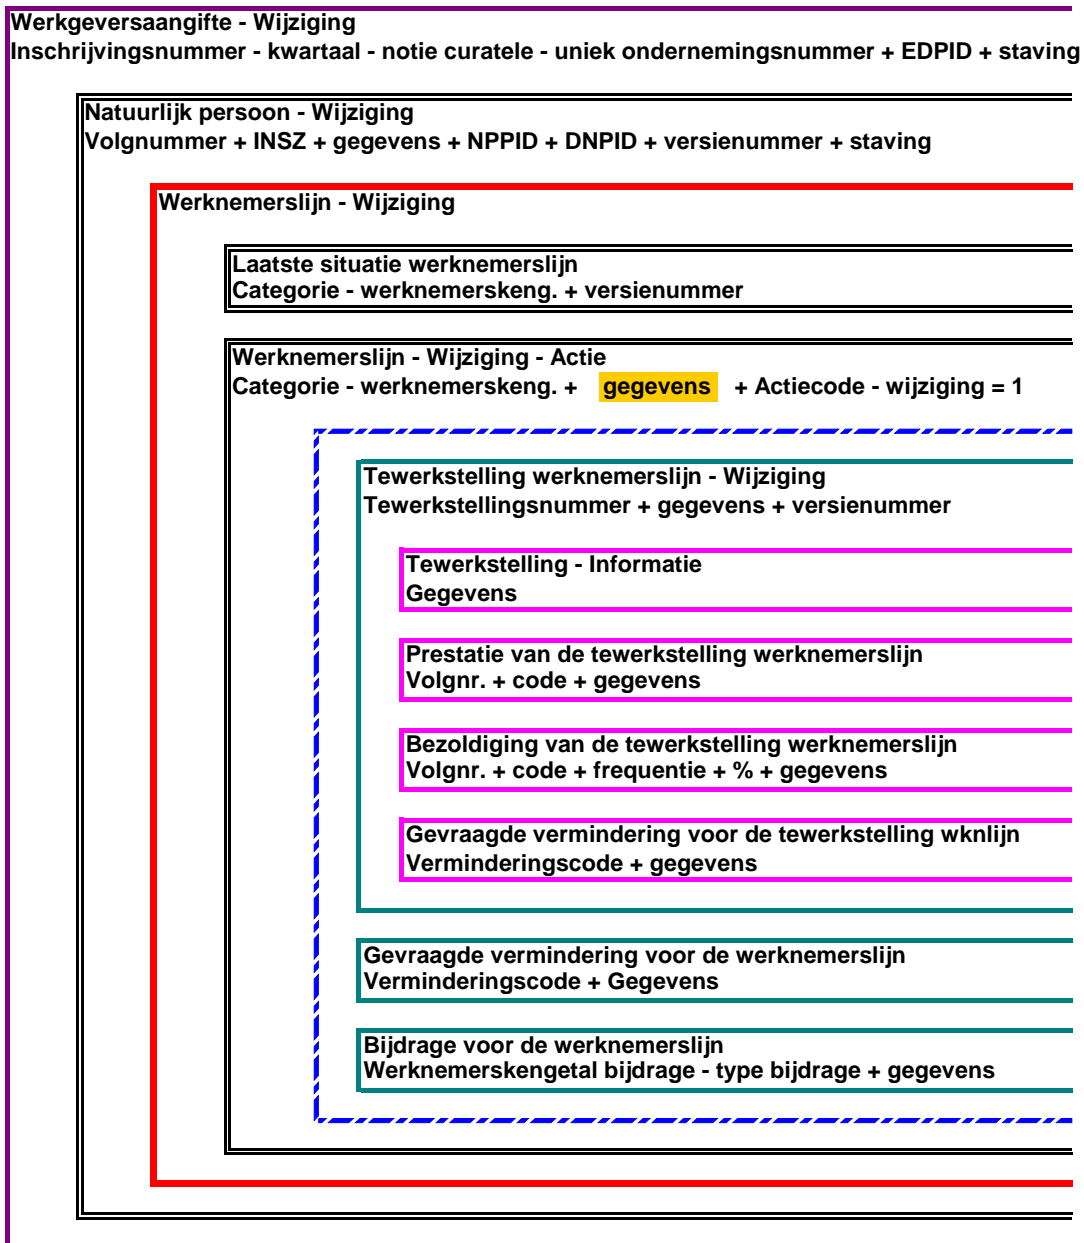 Werkgeversaangifte - Wijziging
Inschrijvingsnummer - kwartaal - notie curatele - uniek ondernemingsnummer + EDPID + staving
Natuurlijk persoon - Wijziging
Volgnummer + INSZ + gegevens + NPPID + DNPID + versienummer + staving
Werknemerslijn - Wijziging
Laatste situatie werknemerslijn
Categorie - werknemerskeng. + versienummer
Werknemerslijn - Wijziging - Actie
Categorie - werknemerskeng. + gegevens + Actiecode - wijziging = 1
Tewerkstelling werknemerslijn - Wijziging
Tewerkstellingsnummer + gegevens + versienummer
Tewerkstelling - Informatie
Gegevens
Prestatie van de tewerkstelling werknemerslijn
Volgnr. + code + gegevens
Bezoldiging van de tewerkstelling werknemerslijn
Volgnr. + code + frequentie + % + gegevens
Gevraagde vermindering voor de tewerkstelling wknlijn
Verminderingscode + gegevens
Gevraagde vermindering voor de werknemerslijn
Verminderingscode + Gegevens
Bijdrage voor de werknemerslijn
Werknemerskengetal bijdrage - type bijdrage + gegevens